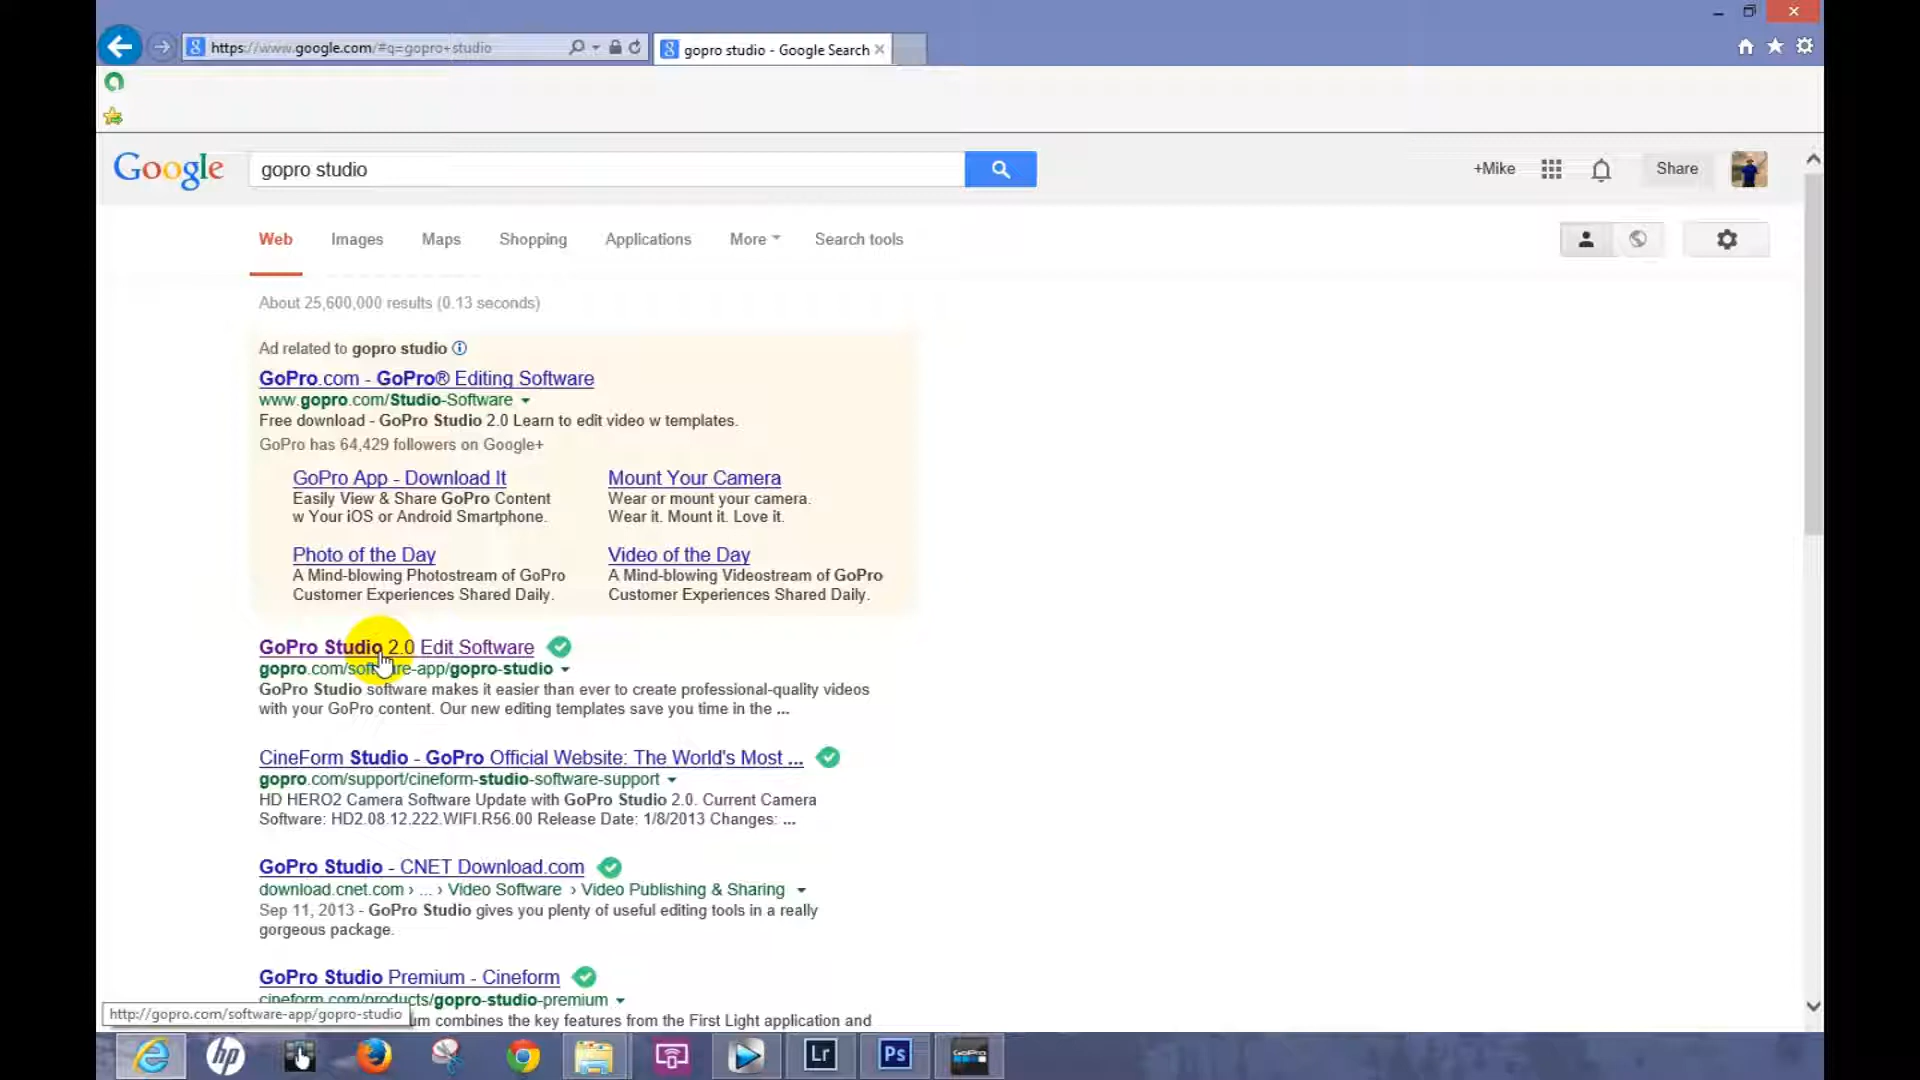 https://www.google.com/#q=gopro+studio
gopro studio - Google Search
Google
gopro studio
+Mike
Share
Web
Images
Maps
Shopping
Applications
More
Search tools
About 25,600,000 results (0.13 seconds)
Ad related to gopro studio
GoPro.com - GoPro® Editing Software
www.gopro.com/Studio-Software
Free download - GoPro Studio 2.0 Learn to edit video w templates.
GoPro has 64,429 followers on Google+
GoPro App - Download It
Easily View & Share GoPro Content
w Your iOS or Android Smartphone.
Mount Your Camera
Wear or mount your camera.
Wear it. Mount it. Love it.
Photo of the Day
A Mind-blowing Photostream of GoPro
Customer Experiences Shared Daily.
Video of the Day
A Mind-blowing Videostream of GoPro
Customer Experiences Shared Daily.
GoPro Studio 2.0 Edit Software
gopro.com/software-app/gopro-studio
GoPro Studio software makes it easier than ever to create professional-quality videos
with your GoPro content. Our new editing templates save you time in the ...
CineForm Studio - GoPro Official Website: The World's Most ...
gopro.com/support/cineform-studio-software-support
HD HERO2 Camera Software Update with GoPro Studio 2.0. Current Camera
Software: HD2.08.12.222.WIFI.R56.00 Release Date: 1/8/2013 Changes: ...
GoPro Studio - CNET Download.com
download.cnet.com › ... › Video Software › Video Publishing & Sharing
Sep 11, 2013 - GoPro Studio gives you plenty of useful editing tools in a really
gorgeous package.
GoPro Studio Premium - Cineform
cineform.com/products/gopro-studio-premium
http://gopro.com/software-app/gopro-studio
combines the key features from the First Light application and
hp
Lr
Ps
GoPro